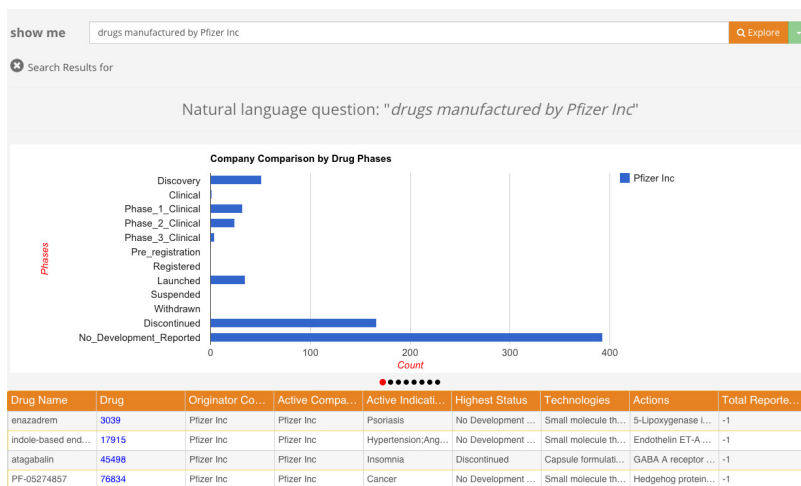 show me
drugs manufactured by Pfizer Inc
Explore
Search Results for
Natural language question: "drugs manufactured by Pfizer Inc"
Company Comparison by Drug Phases
Pfizer Inc
Discovery
Clinical
Phase_1_Clinical
Phase_2_Clinical
Phase_3_Clinical
Pre_registration
Registered
Launched
Suspended
Withdrawn
Discontinued
No_Development_Reported
Phases
0 100 200 300 400
Count
Drug Name Drug Originator Co... Active Compa... Active Indicati... Highest Status Technologies Actions Total Reporte...
enazadrem 3039 Pfizer Inc Pfizer Inc Psoriasis No Development ... Small molecule th... 5-Lipoxygenase i... -1
indole-based end... 17915 Pfizer Inc Pfizer Inc Hypertension;Ang... No Development ... Small molecule th... Endothelin ET-A ... -1
atagabalin 45498 Pfizer Inc Pfizer Inc Insomnia Discontinued Capsule formulati... GABA A receptor ... -1
PF-05274857 76834 Pfizer Inc Pfizer Inc Cancer No Development ... Small molecule th... Hedgehog protein... -1